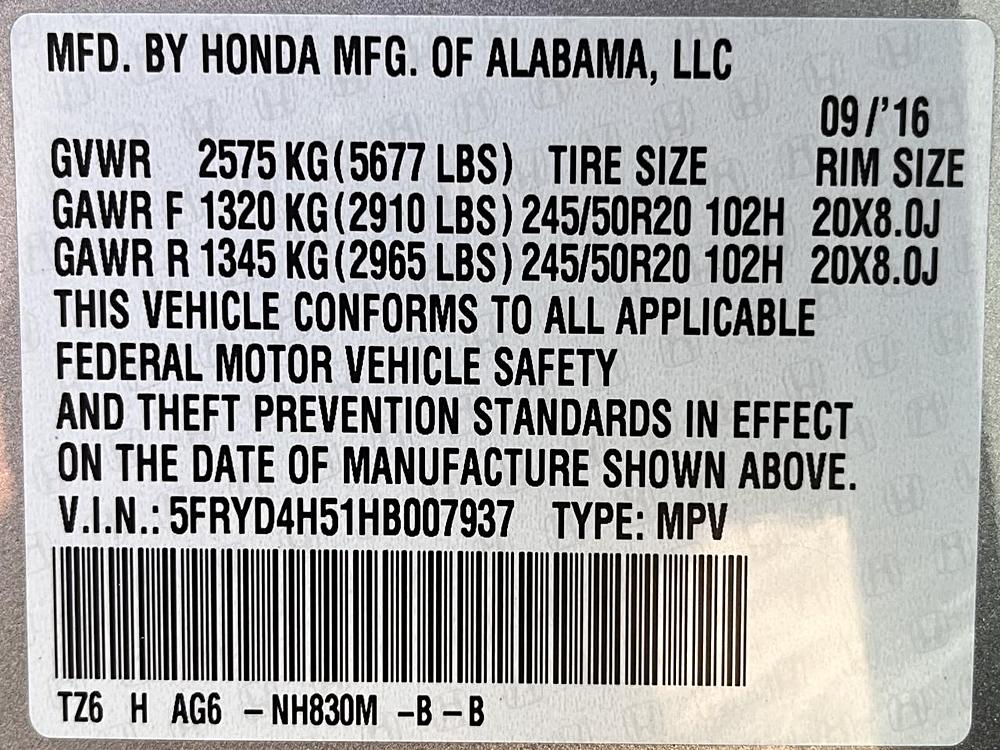 MFD. BY HONDA MFG. OF ALABAMA, LLC
09/'16
GVWR 2575 KG (5677 LBS) TIRE SIZE RIM SIZE
GAWR F 1320 KG (2910 LBS) 245/50R20 102H 20X8.0J
GAWR R 1345 KG (2965 LBS) 245/50R20 102H 20X8.0J
THIS VEHICLE CONFORMS TO ALL APPLICABLE
FEDERAL MOTOR VEHICLE SAFETY
AND THEFT PREVENTION STANDARDS IN EFFECT
ON THE DATE OF MANUFACTURE SHOWN ABOVE.
V.I.N.: 5FRYD4H51HB007937 TYPE: MPV
TZ6 H AG6 – NH830M –B – B